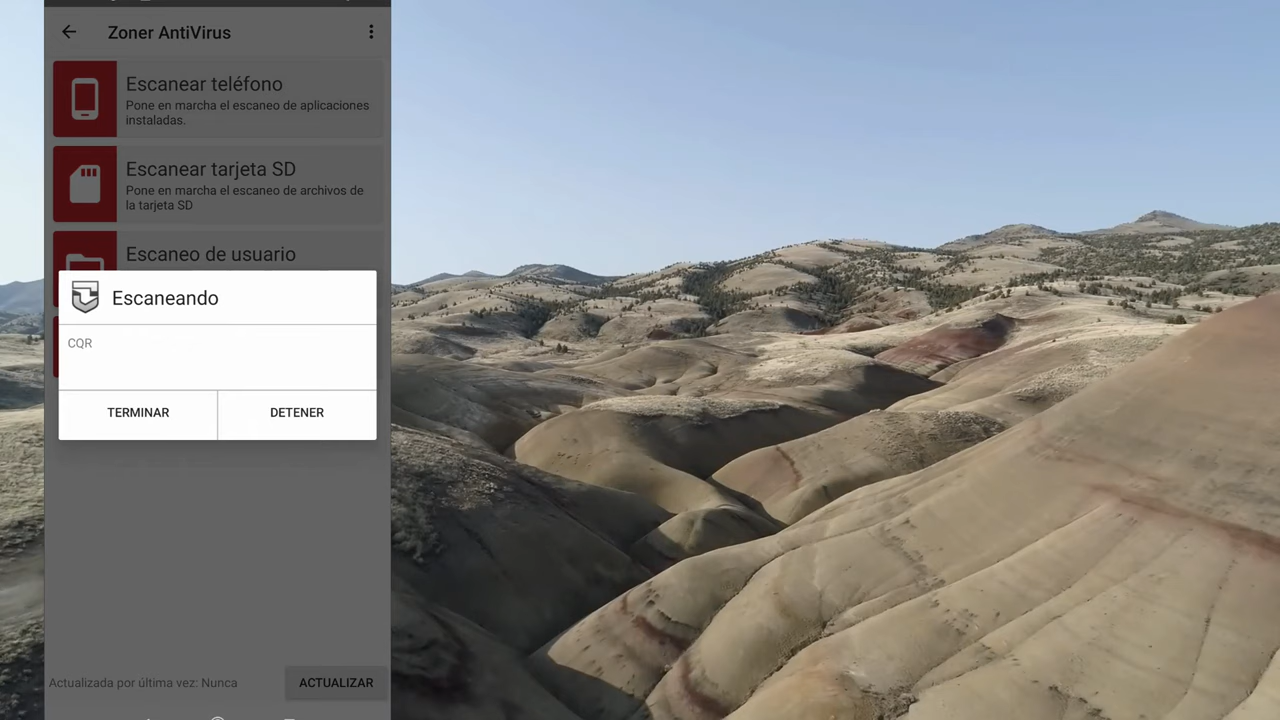 Zoner AntiVirus
Escanear teléfono
Pone en marcha el escaneo de aplicaciones
instaladas.
Escanear tarjeta SD
Pone en marcha el escaneo de archivos de
la tarjeta SD
Escaneo de usuario
Escaneando
CQR
TERMINAR
DETENER
Actualizada por última vez: Nunca
ACTUALIZAR